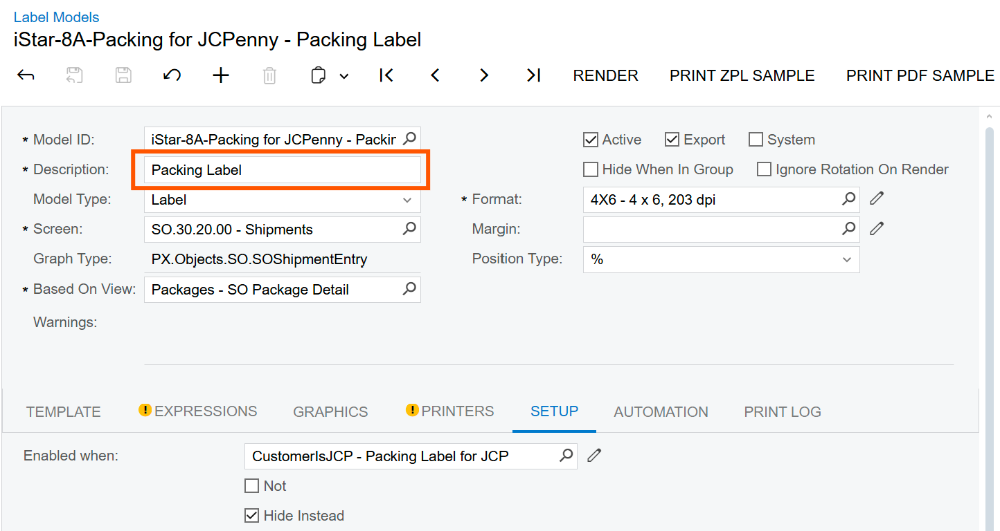 Label Models
iStar-8A-Packing for JCPenny - Packing Label
RENDER PRINT ZPL SAMPLE PRINT PDF SAMPLE
* Model ID: iStar-8A-Packing for JCPenny - Packin Active Export System
* Description: Packing Label Hide When In Group Ignore Rotation On Render
Model Type: Label * Format: 4X6 - 4 x 6, 203 dpi
* Screen: SO.30.20.00 - Shipments Margin:
Graph Type: PX.Objects.SO.SOShipmentEntry Position Type: %
* Based On View: Packages - SO Package Detail
Warnings:
TEMPLATE ! EXPRESSIONS GRAPHICS ! PRINTERS SETUP AUTOMATION PRINT LOG
Enabled when: CustomerIsJCP - Packing Label for JCP
Not
Hide Instead